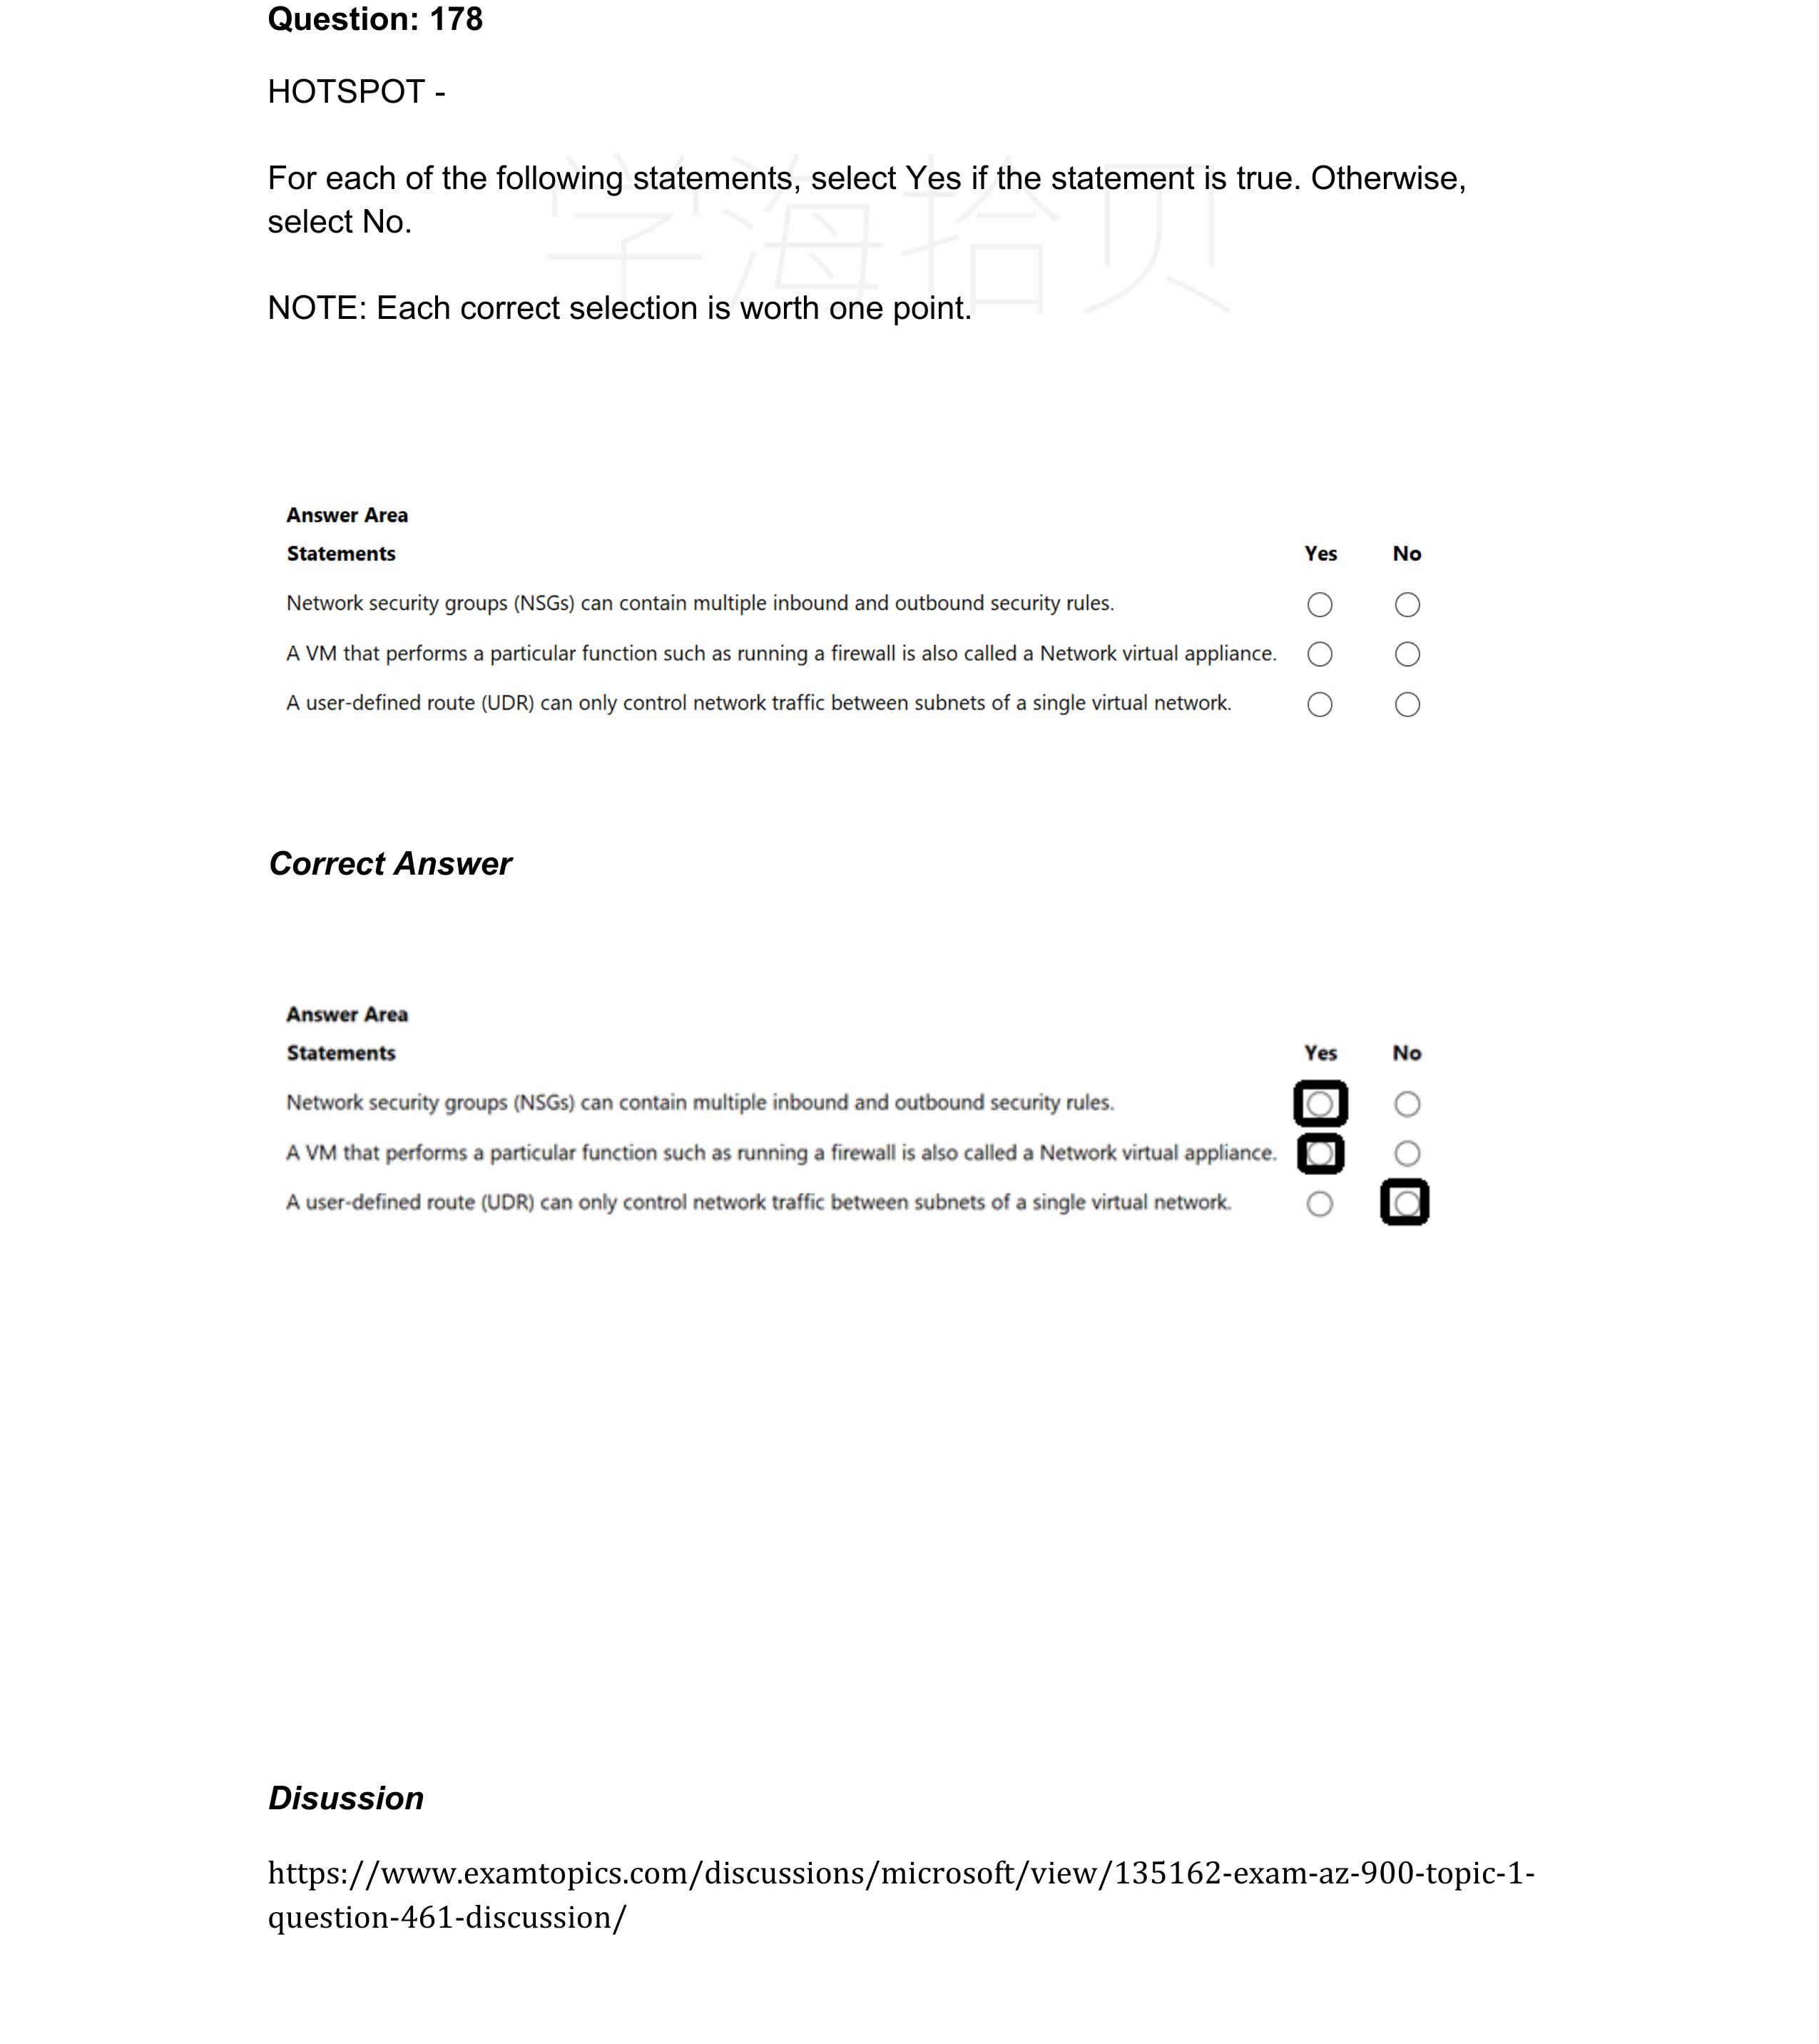 Question: 178
HOTSPOT -
For each of the following statements, select Yes if the statement is true. Otherwise,
select No.
学海拾贝
NOTE: Each correct selection is worth one point.
Answer Area
Statements Yes No
Network security groups (NSGs) can contain multiple inbound and outbound security rules.
A VM that performs a particular function such as running a firewall is also called a Network virtual appliance.
A user-defined route (UDR) can only control network traffic between subnets of a single virtual network.
Correct Answer
Answer Area
Statements Yes No
Network security groups (NSGs) can contain multiple inbound and outbound security rules.
A VM that performs a particular function such as running a firewall is also called a Network virtual appliance.
A user-defined route (UDR) can only control network traffic between subnets of a single virtual network.
Disussion
https://www.examtopics.com/discussions/microsoft/view/135162-exam-az-900-topic-1-
question-461-discussion/